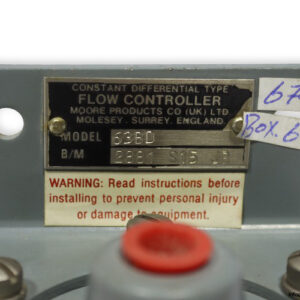 CONSTANT DIFFERENTIAL TYPE
FLOW CONTROLLER
MOORE PRODUCTS CO (UK) LTD
MOLESEY. SURREY. ENGLAND
MODEL 63BD
B/M
WARNING: Read instructions before
installing to prevent personal injury
or damage to equipment.
67
Box.6